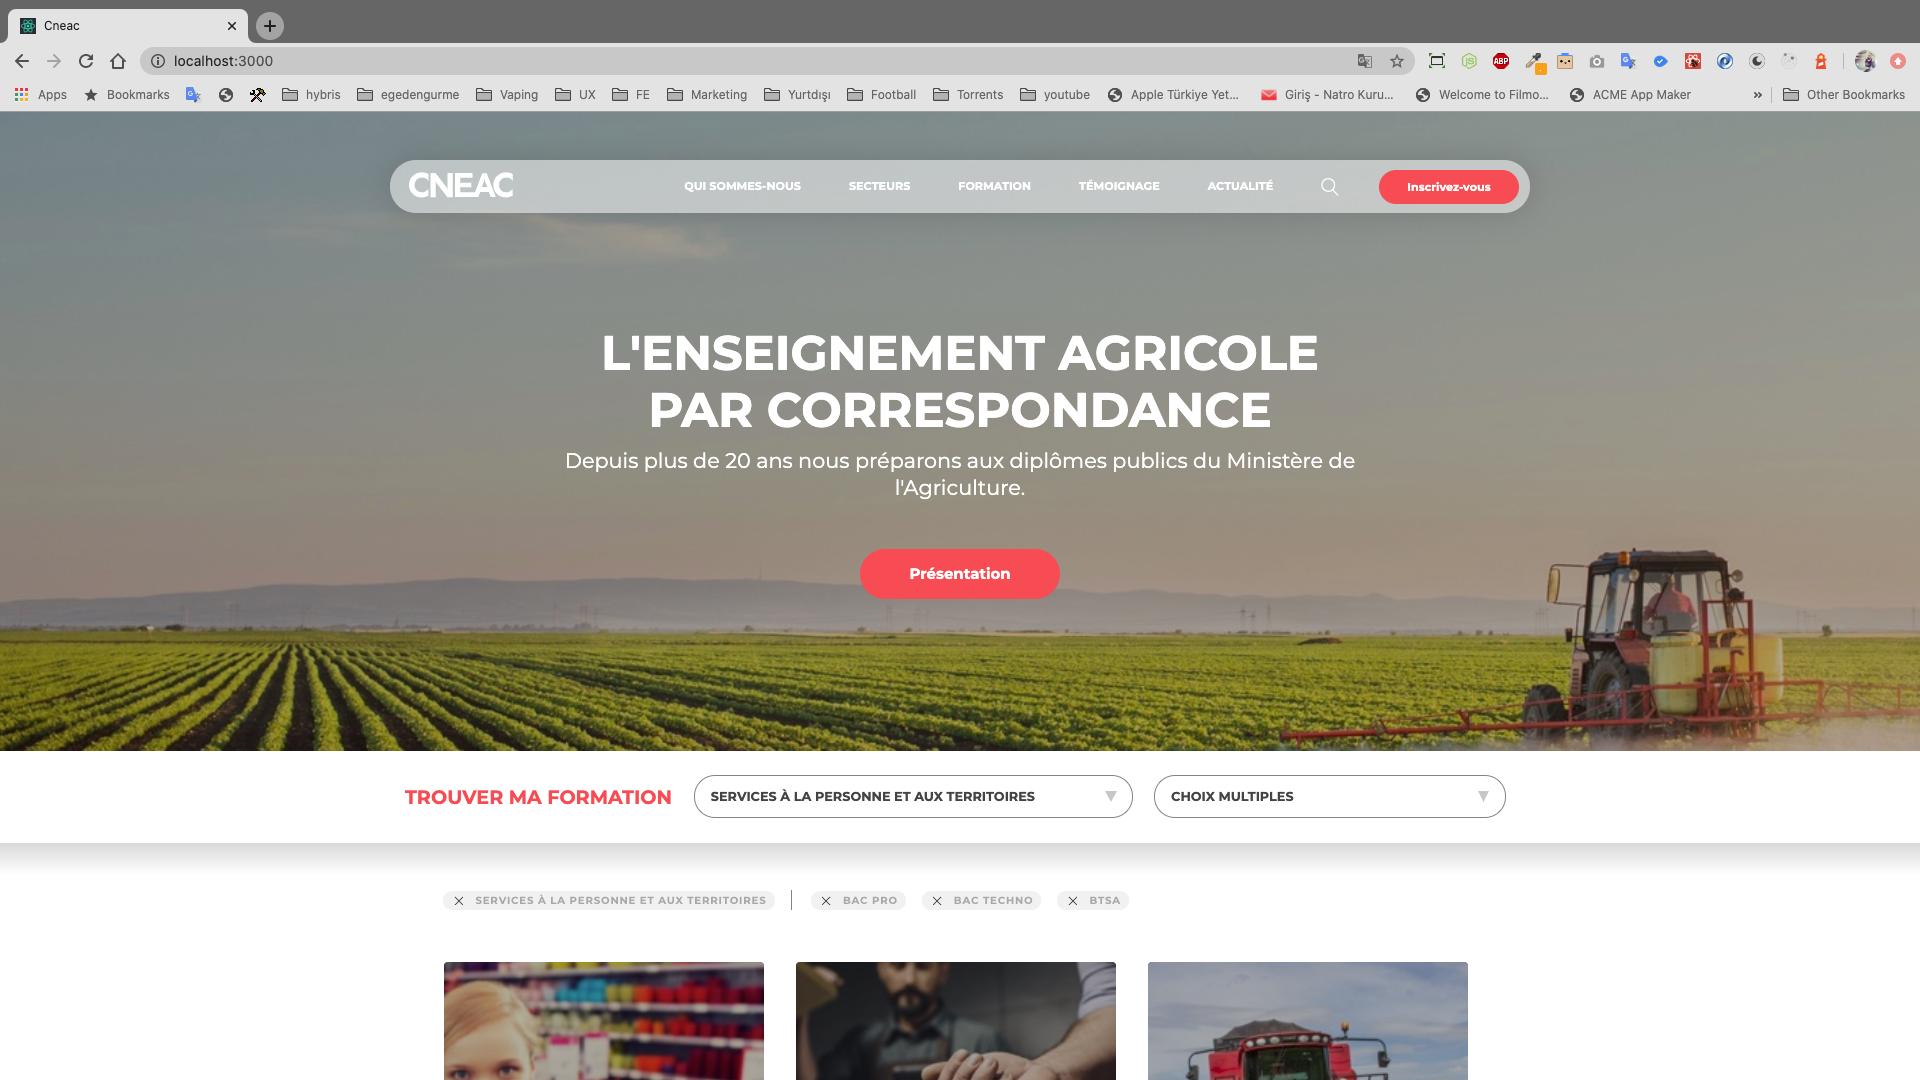 Cneac
localhost:3000
Apps
Bookmarks
hybris
egedengurme
Vaping
UX
FE
Marketing
Yurtdışı
Football
Torrents
youtube
Apple Türkiye Yet...
Giriş - Natro Kuru...
Welcome to Filmo...
ACME App Maker
»
Other Bookmarks
CNEAC
QUI SOMMES-NOUS
SECTEURS
FORMATION
TÉMOIGNAGE
ACTUALITÉ
Inscrivez-vous
L'ENSEIGNEMENT AGRICOLE
PAR CORRESPONDANCE
Depuis plus de 20 ans nous préparons aux diplômes publics du Ministère de
l'Agriculture.
Présentation
TROUVER MA FORMATION
SERVICES À LA PERSONNE ET AUX TERRITOIRES
CHOIX MULTIPLES
SERVICES À LA PERSONNE ET AUX TERRITOIRES
BAC PRO
BAC TECHNO
BTSA